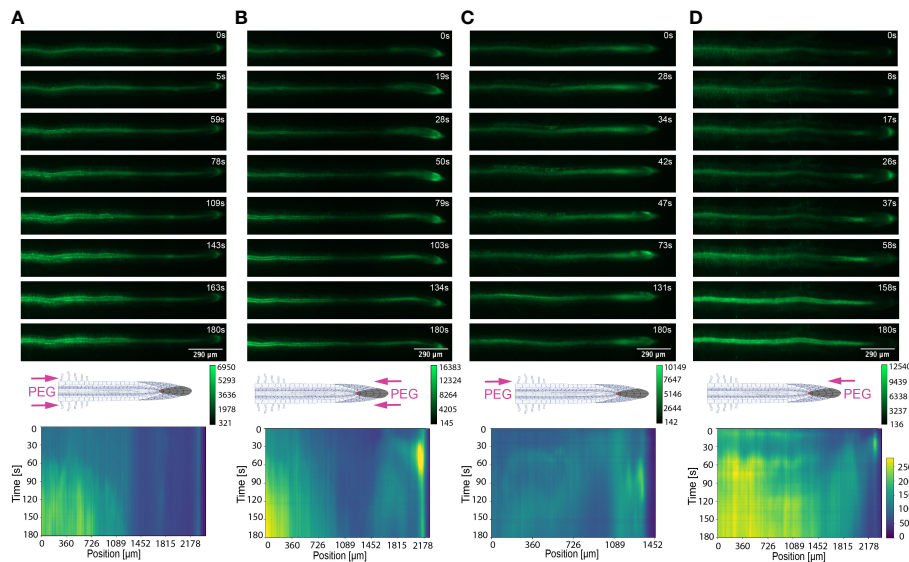 A
B
C
D
0s
5s
59s
78s
109s
143s
163s
180s
290 µm
0s
19s
28s
50s
79s
103s
134s
180s
290 µm
0s
28s
34s
42s
47s
73s
131s
180s
290 µm
0s
8s
17s
26s
37s
58s
158s
180s
290 µm
PEG
6950
5293
3636
1978
321
PEG
16383
12324
8264
4205
145
PEG
10149
7647
5146
2644
142
PEG
12540
9439
6338
3237
136
Time [s]
0
30
60
90
120
150
180
0 360 726 1089 1452 1815 2178
Position [µm]
Time [s]
0
30
60
90
120
150
180
0 360 726 1089 1452 1815 2178
Position [µm]
Time [s]
0
30
60
90
120
150
180
0 360 726 1089 1452
Position [µm]
Time [s]
0
30
60
90
120
150
180
0 360 726 1089 1452 1815 2178
Position [µm]
250
200
150
100
50
0